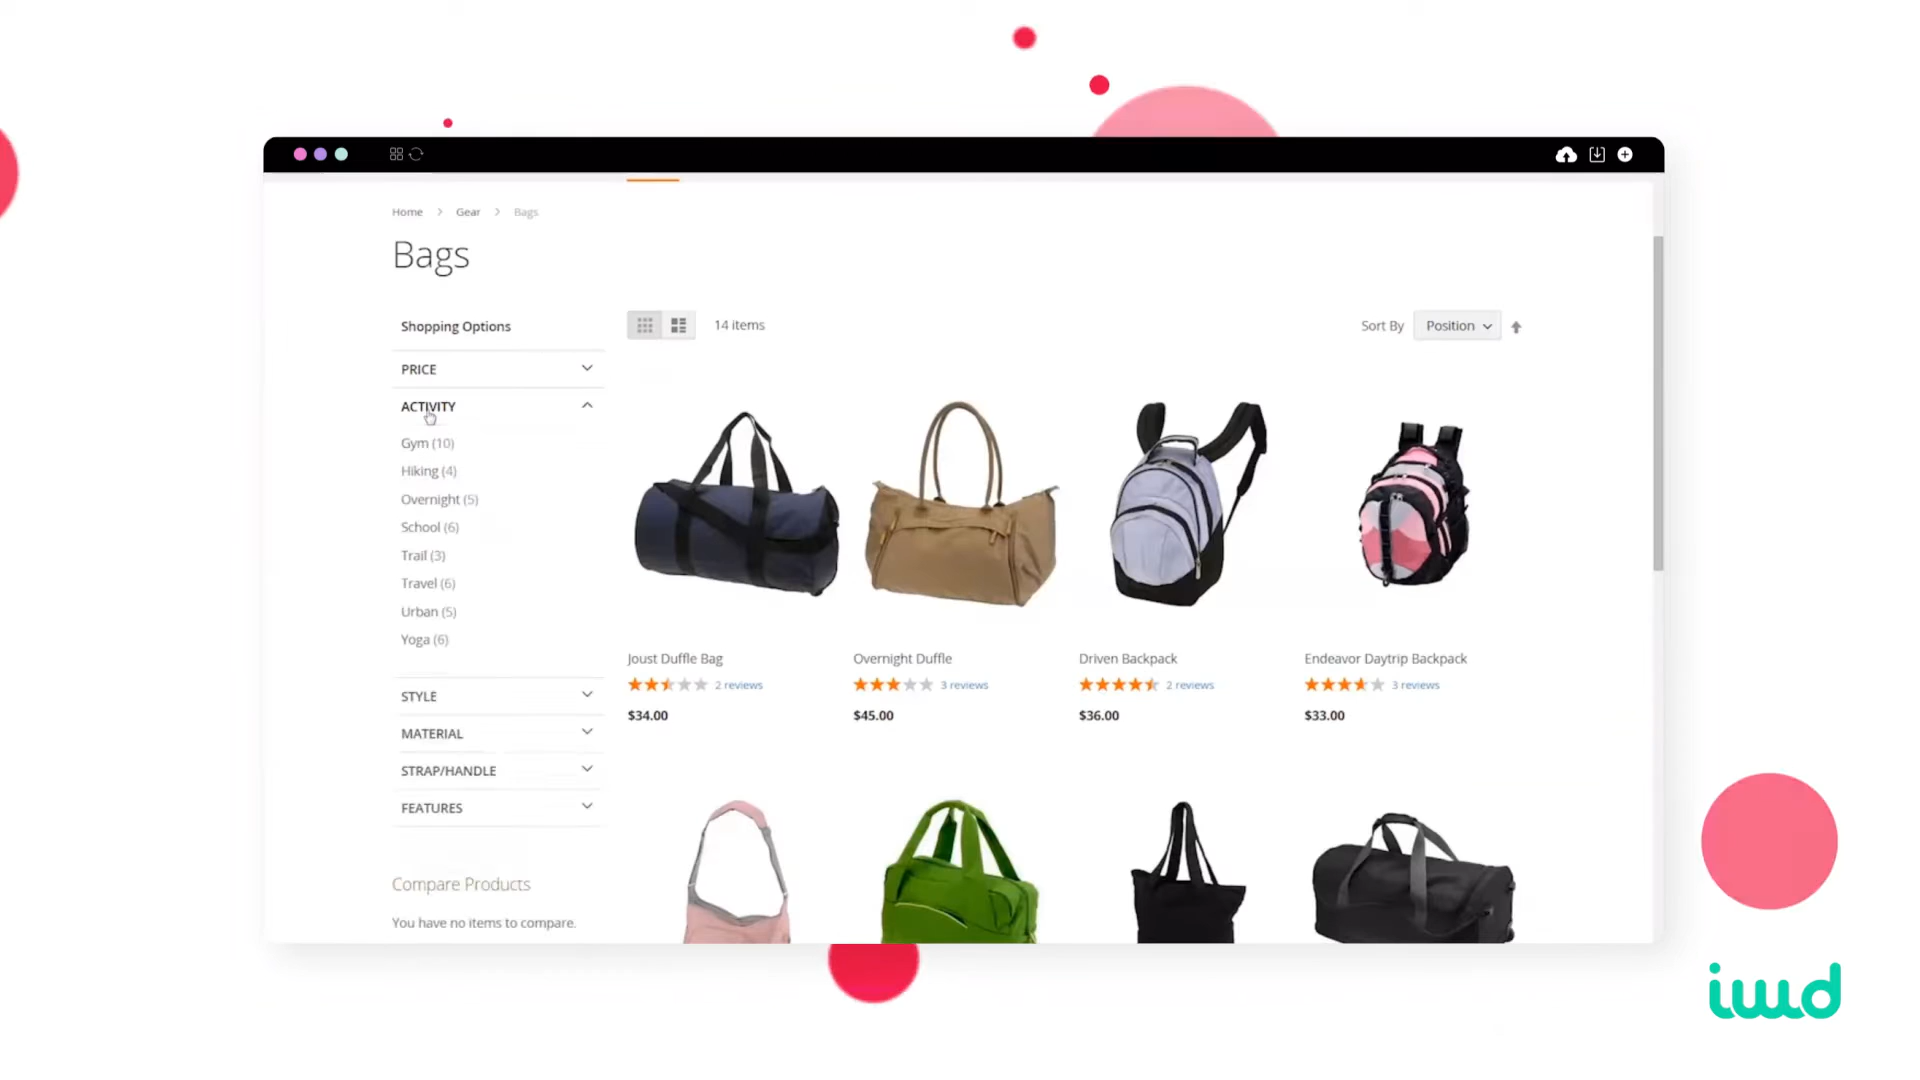 Home > Gear > Bags
Bags
Shopping Options
14 items
Sort By Position
PRICE
ACTIVITY
Gym (10)
Hiking (4)
Overnight (5)
School (6)
Trail (3)
Travel (6)
Urban (5)
Yoga (6)
STYLE
MATERIAL
STRAP/HANDLE
FEATURES
Compare Products
You have no items to compare.
Joust Duffle Bag
2 reviews
$34.00
Overnight Duffle
3 reviews
$45.00
Driven Backpack
2 reviews
$36.00
Endeavor Daytrip Backpack
3 reviews
$33.00
iwd